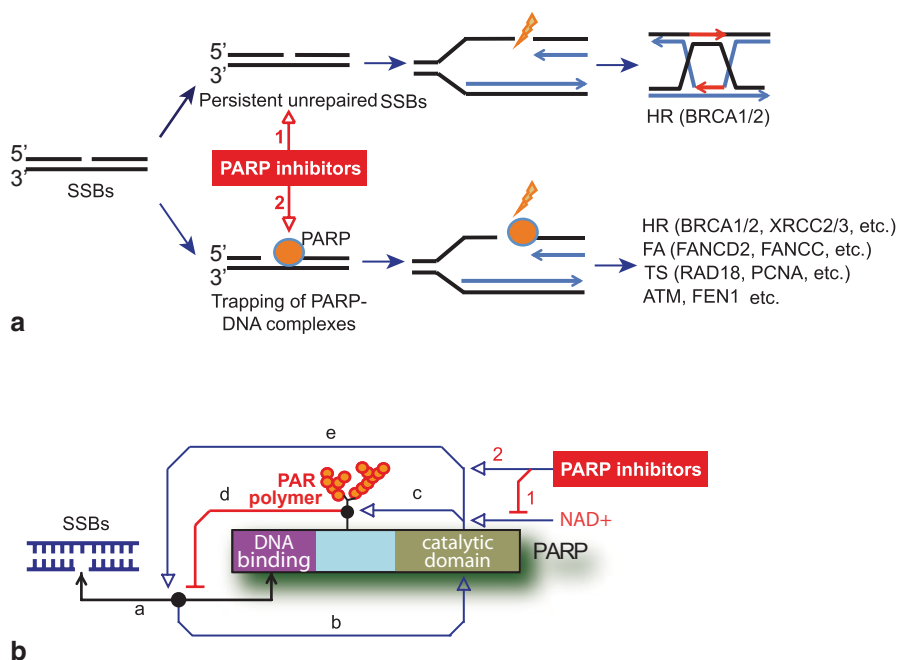 5’
3’
SSBs
5’
3’
Persistent unrepaired SSBs
1
PARP inhibitors
2
HR (BRCA1/2)
PARP
5’
3’
Trapping of PARP-
DNA complexes
HR (BRCA1/2, XRCC2/3, etc.)
FA (FANCD2, FANCC, etc.)
TS (RAD18, PCNA, etc.)
ATM, FEN1 etc.
a
e
2
PARP inhibitors
1
PAR
polymer
d
c
NAD+
SSBs
DNA
binding
catalytic
domain
PARP
a
b
b